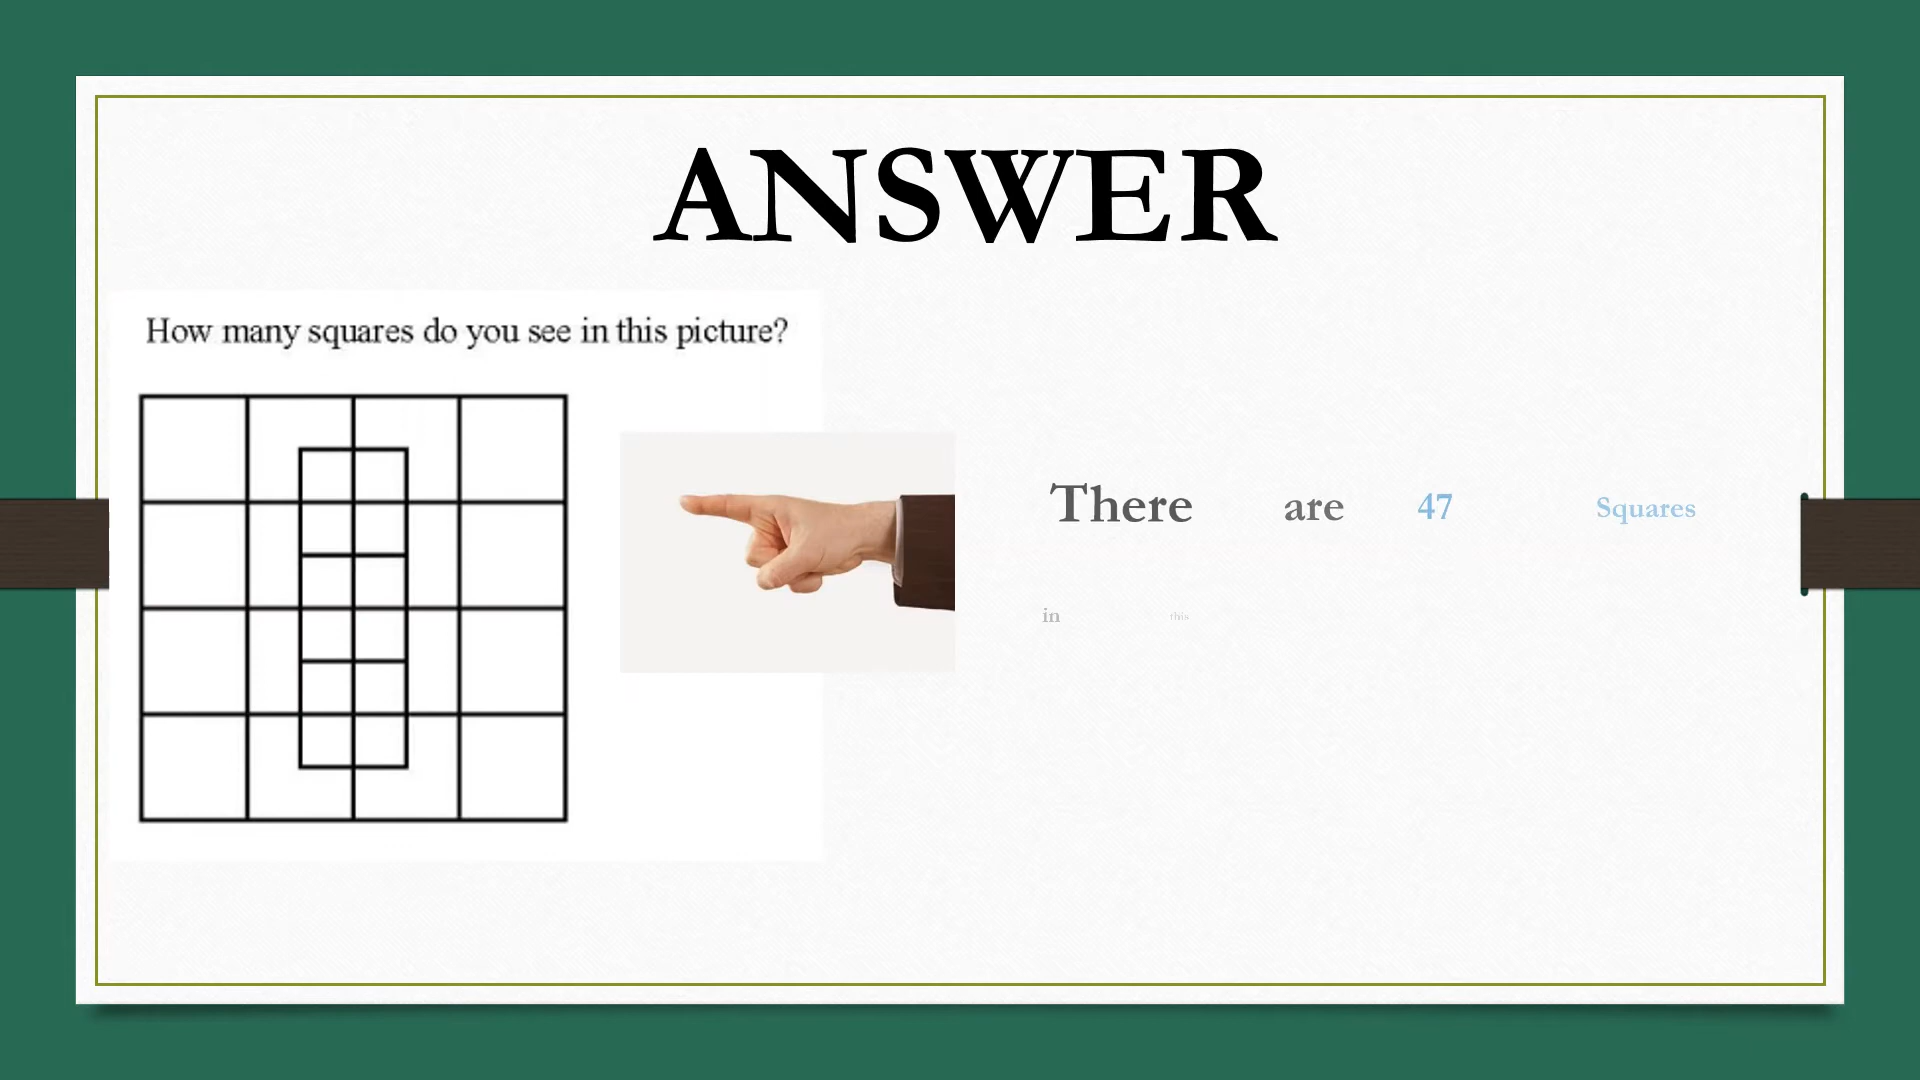 ANSWER
How many squares do you see in this picture?
There are 47 Squares
in this